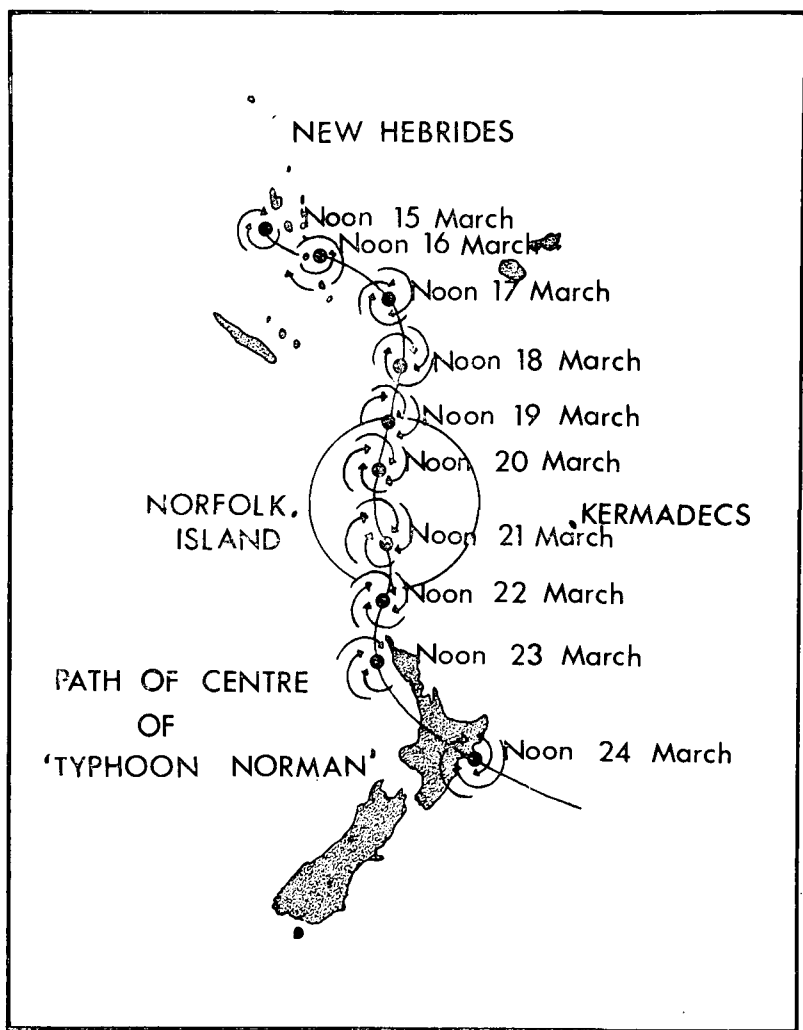 NEW HEBRIDES
Noon 15 March
Noon 16 March
Noon 17 March
Noon 18 March
Noon 19 March
Noon 20 March
NORFOLK
ISLAND
KERMADECS
Noon 21 March
Noon 22 March
Noon 23 March
PATH OF CENTRE
OF
'TYPHOON NORMAN'
Noon 24 March